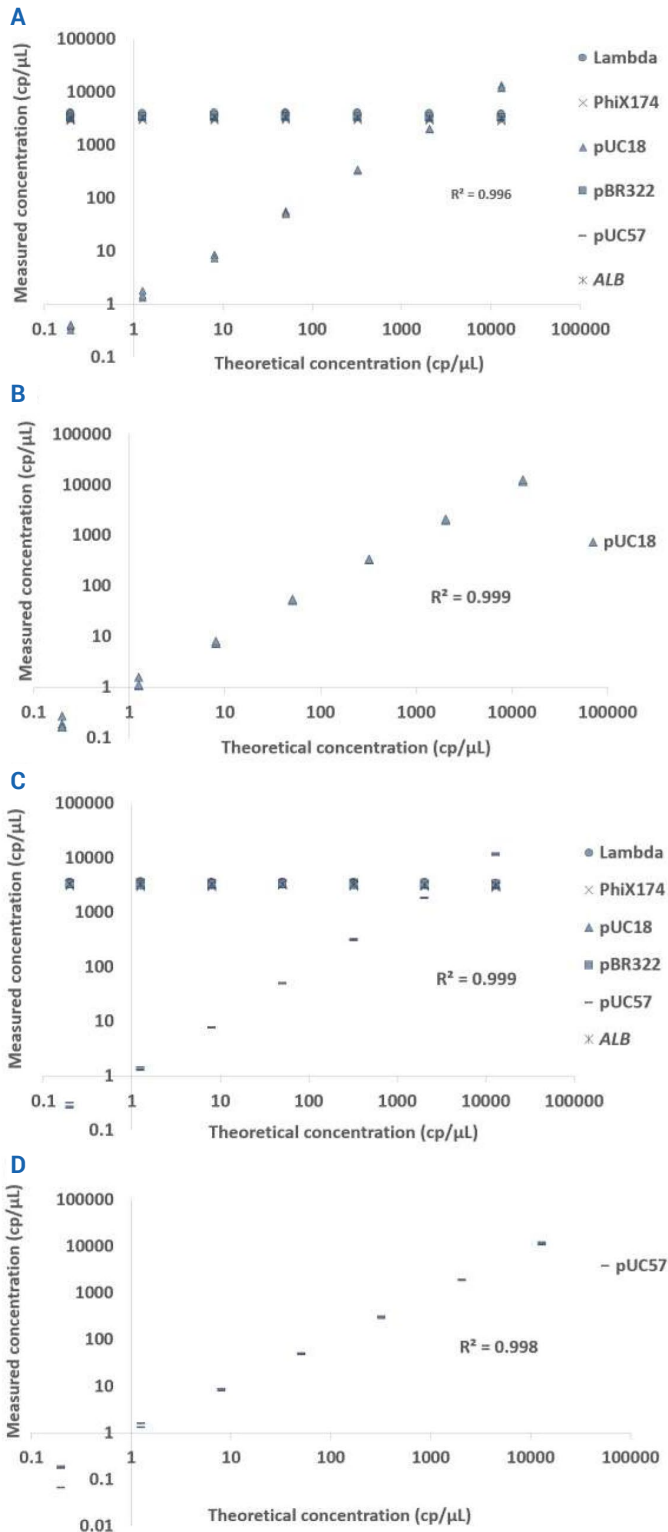 A
Measured concentration (cp/µL)
100000
10000
1000
100
10
1
0.1
0.1 1 10 100 1000 10000 100000
Theoretical concentration (cp/µL)
R² = 0.996
Lambda
PhiX174
pUC18
pBR322
pUC57
ALB
B
Measured concentration (cp/µL)
100000
10000
1000
100
10
1
0.1
0.1 1 10 100 1000 10000 100000
Theoretical concentration (cp/µL)
R² = 0.999
pUC18
C
Measured concentration (cp/µL)
100000
10000
1000
100
10
1
0.1
0.1 1 10 100 1000 10000 100000
Theoretical concentration (cp/µL)
R² = 0.999
Lambda
PhiX174
pUC18
pBR322
pUC57
ALB
D
Measured concentration (cp/µL)
100000
10000
1000
100
10
1
0.1
0.01
0.1 1 10 100 1000 10000 100000
Theoretical concentration (cp/µL)
R² = 0.998
pUC57